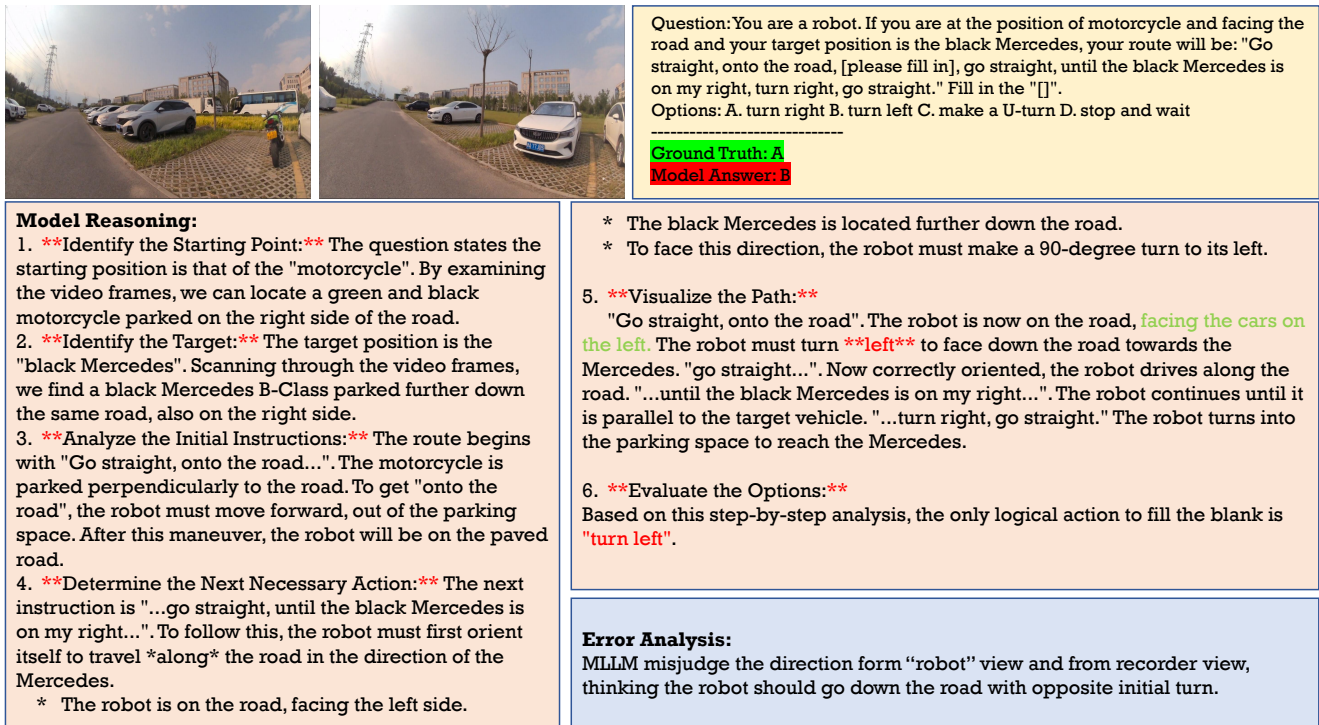 Question: You are a robot. If you are at the position of motorcycle and facing the
road and your target position is the black Mercedes, your route will be: "Go
straight, onto the road, [please fill in], go straight, until the black Mercedes is
on my right, turn right, go straight." Fill in the "[]".
Options: A. turn right B. turn left C. make a U-turn D. stop and wait
------------------------------
Ground Truth: A
Model Answer: B
Model Reasoning:
1. **Identify the Starting Point:** The question states the
starting position is that of the "motorcycle". By examining
the video frames, we can locate a green and black
motorcycle parked on the right side of the road.
2. **Identify the Target:** The target position is the
"black Mercedes". Scanning through the video frames,
we find a black Mercedes B-Class parked further down
the same road, also on the right side.
3. **Analyze the Initial Instructions:** The route begins
with "Go straight, onto the road...". The motorcycle is
parked perpendicularly to the road. To get "onto the
road", the robot must move forward, out of the parking
space. After this maneuver, the robot will be on the paved
road.
4. **Determine the Next Necessary Action:** The next
instruction is "...go straight, until the black Mercedes is
on my right...". To follow this, the robot must first orient
itself to travel *along* the road in the direction of the
Mercedes.
* The robot is on the road, facing the left side.
* The black Mercedes is located further down the road.
* To face this direction, the robot must make a 90-degree turn to its left.
5. **Visualize the Path:**
"Go straight, onto the road". The robot is now on the road, facing the cars on
the left. The robot must turn **left** to face down the road towards the
Mercedes. "go straight...". Now correctly oriented, the robot drives along the
road. "...until the black Mercedes is on my right...". The robot continues until it
is parallel to the target vehicle. "...turn right, go straight." The robot turns into
the parking space to reach the Mercedes.
6. **Evaluate the Options:**
Based on this step-by-step analysis, the only logical action to fill the blank is
"turn left".
Error Analysis:
MLLM misjudge the direction form “robot” view and from recorder view,
thinking the robot should go down the road with opposite initial turn.